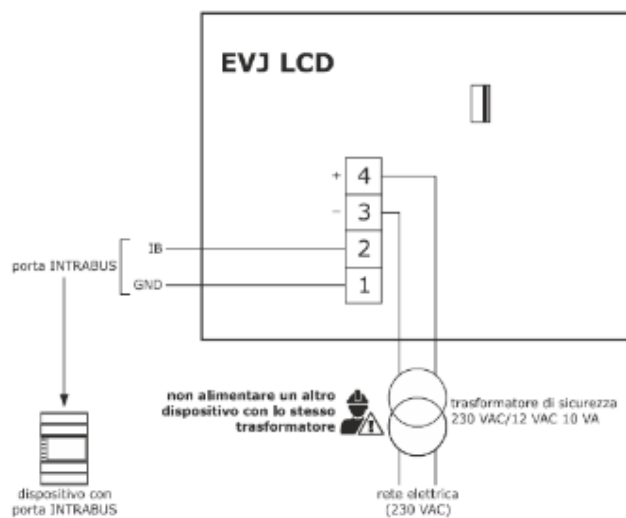 EVJ LCD
+ 4
– 3
IB 2
porta INTRABUS
GND 1
non alimentare un altro
dispositivo con lo stesso
trasformatore
trasformatore di sicurezza
230 VAC/12 VAC 10 VA
dispositivo con
porta INTRABUS
rete elettrica
(230 VAC)